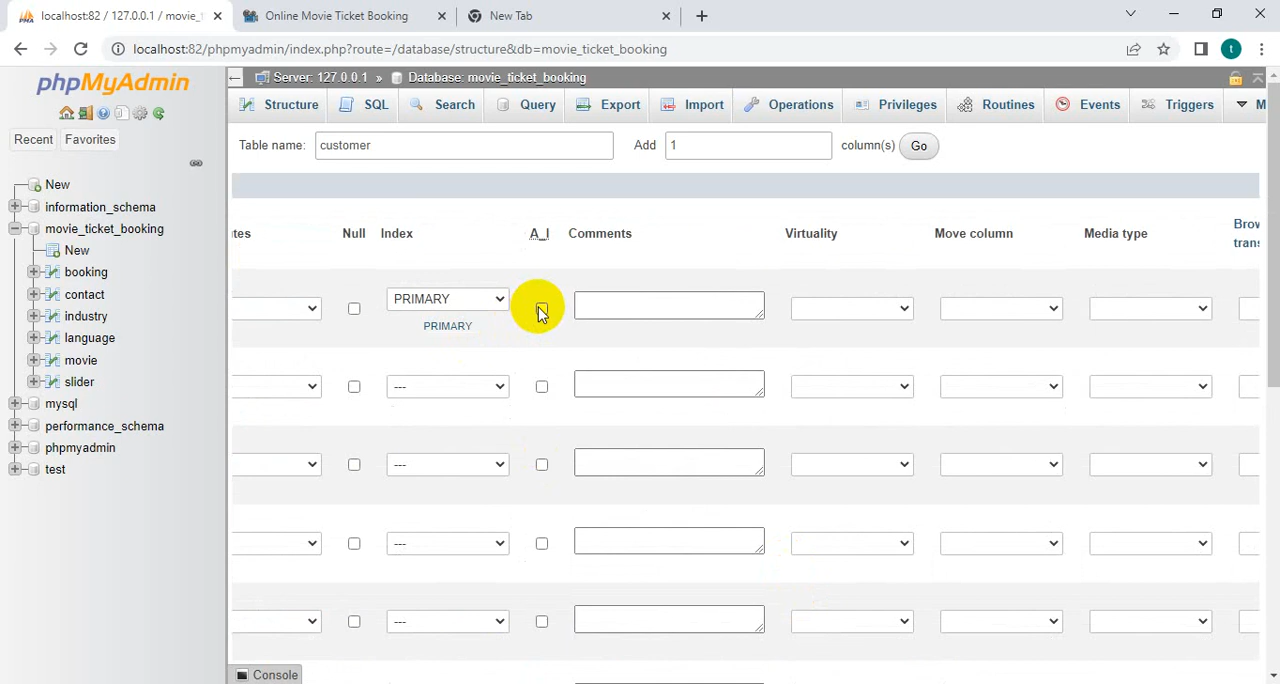 localhost:82 / 127.0.0.1 / movie_t
Online Movie Ticket Booking
New Tab
localhost:82/phpmyadmin/index.php?route=/database/structure&db=movie_ticket_booking
t
phpMyAdmin
Recent
Favorites
New
information_schema
movie_ticket_booking
New
booking
contact
industry
language
movie
slider
mysql
performance_schema
phpmyadmin
test
Server: 127.0.0.1 » Database: movie_ticket_booking
Structure
SQL
Search
Query
Export
Import
Operations
Privileges
Routines
Events
Triggers
M
Table name:
customer
Add
1
column(s)
Go
tes
Null
Index
A_I
Comments
Virtuality
Move column
Media type
Brow
trans
PRIMARY
PRIMARY
---
---
---
---
Console